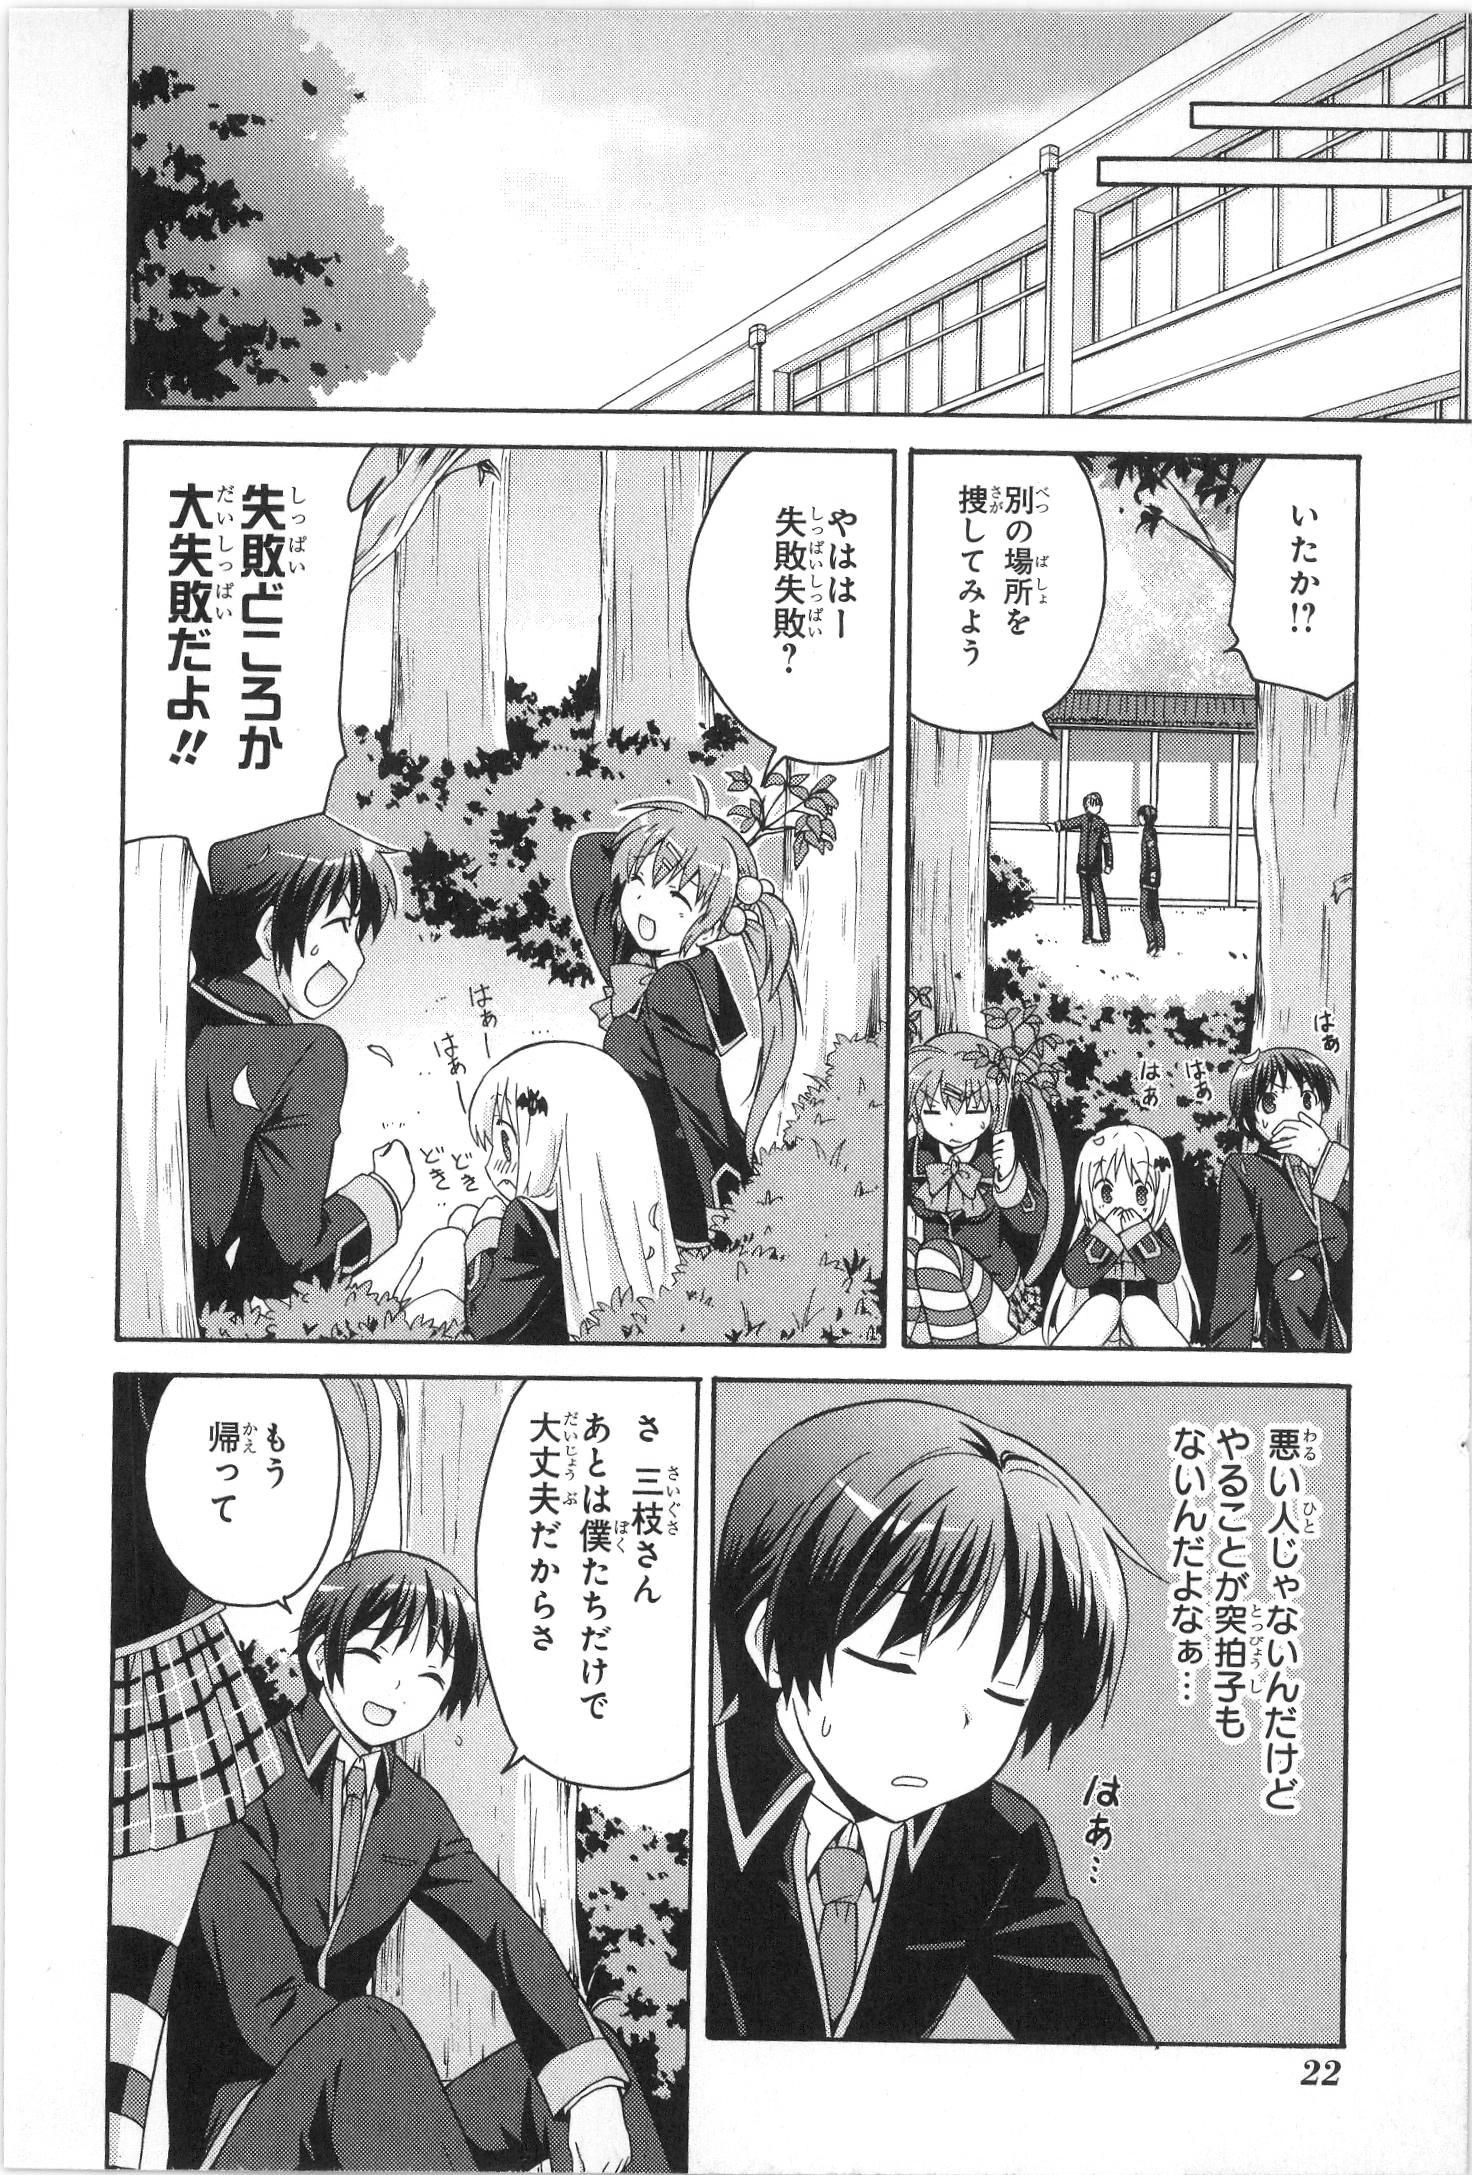 いたか!?
別の場所を
捜してみよう
はぁ
はぁ
はぁ
やははー
失敗失敗?
失敗どころか
大失敗だよ!!
はぁー
はぁー
どき
どき
悪い人じゃないんだけど
やることが突拍子も
ないんだよなぁ…
はぁ…
さ 三枝さん
あとは僕たちだけで
大丈夫だからさ
もう
帰って
22